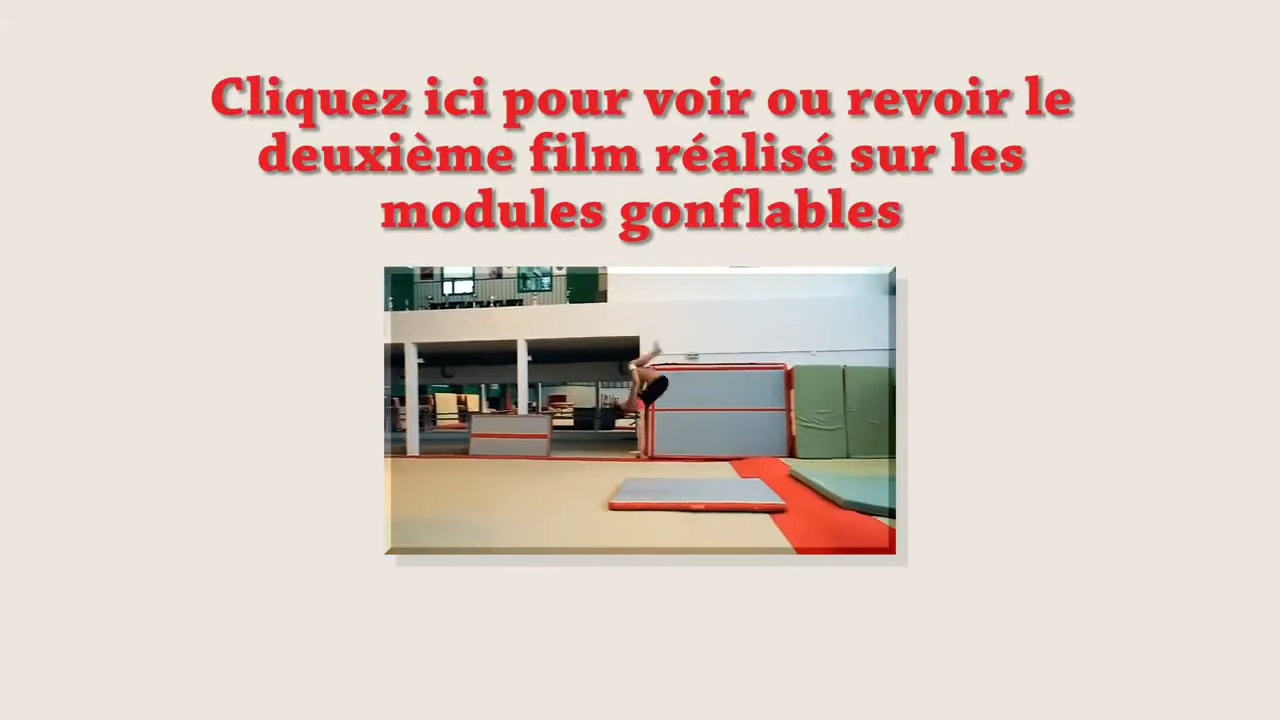 Cliquez ici pour voir ou revoir le
deuxième film réalisé sur les
modules gonflables